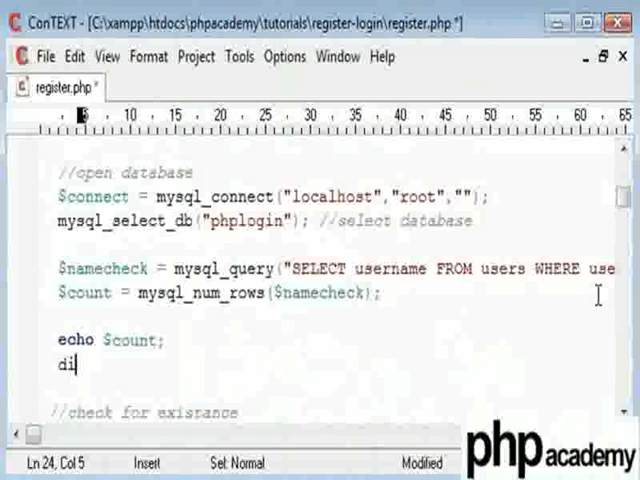 ConTEXT - [C:\xampp\htdocs\phpacademy\tutorials\register-login\register.php *]
File Edit View Format Project Tools Options Window Help
register.php *
5 10 15 20 25 30 35 40 45 50 55 60 65
//open database
$connect = mysql_connect("localhost","root","");
mysql_select_db("phplogin"); //select database
$namecheck = mysql_query("SELECT username FROM users WHERE use
$count = mysql_num_rows($namecheck);
echo $count;
di
//check for existance
Ln 24, Col 5 Insert Sel: Normal Modified
php academy